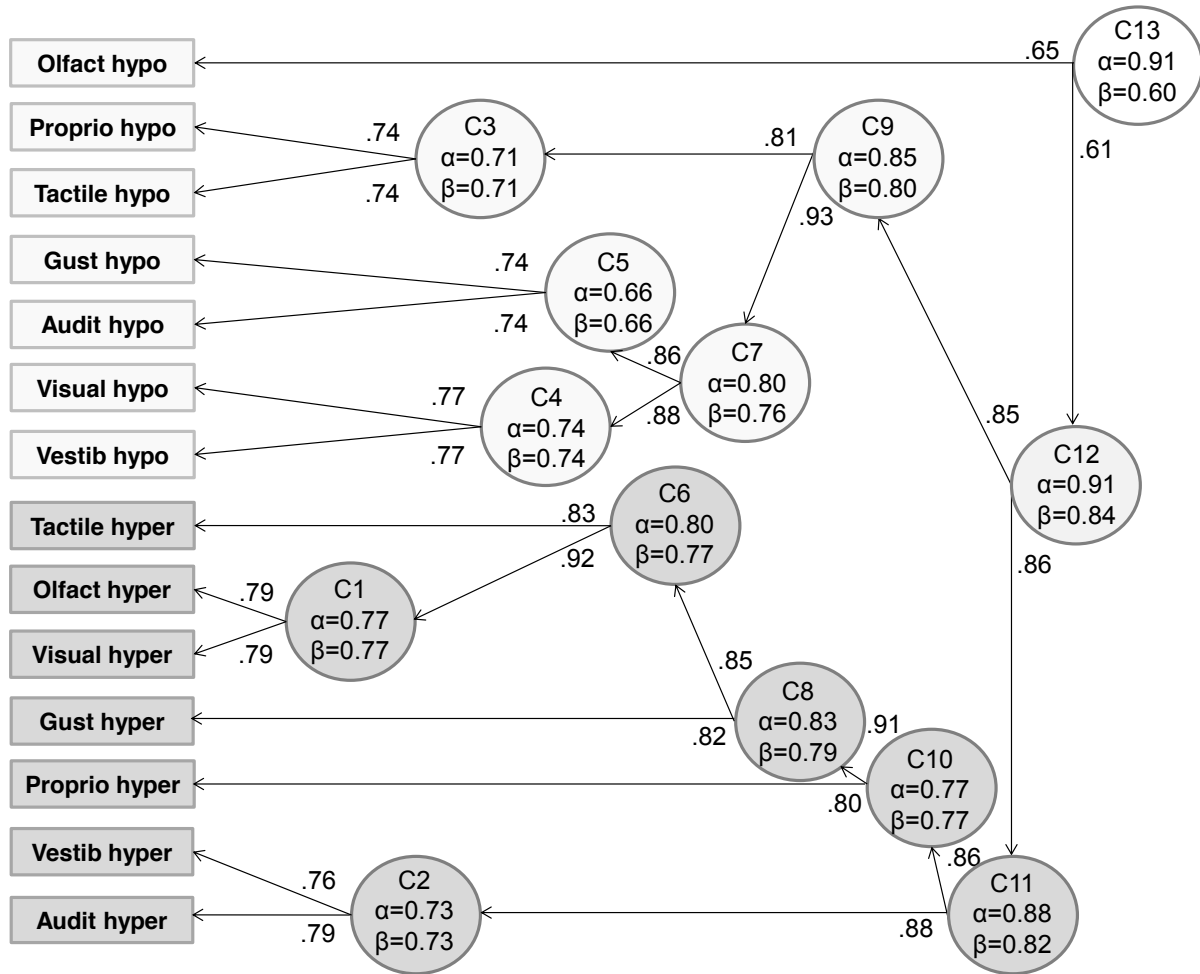 Olfact hypo
.65
C13
α=0.91
β=0.60
.61
Proprio hypo
Tactile hypo
.74
.74
C3
α=0.71
β=0.71
.81
C9
α=0.85
β=0.80
.93
Gust hypo
Audit hypo
.74
.74
C5
α=0.66
β=0.66
.86
C7
α=0.80
β=0.76
.88
Visual hypo
Vestib hypo
.77
.77
C4
α=0.74
β=0.74
.85
C12
α=0.91
β=0.84
.86
Tactile hyper
.83
C6
α=0.80
β=0.77
.92
Olfact hyper
Visual hyper
.79
.79
C1
α=0.77
β=0.77
.85
Gust hyper
.82
C8
α=0.83
β=0.79
.91
Proprio hyper
.80
C10
α=0.77
β=0.77
.86
Vestib hyper
Audit hyper
.76
.79
C2
α=0.73
β=0.73
.88
C11
α=0.88
β=0.82